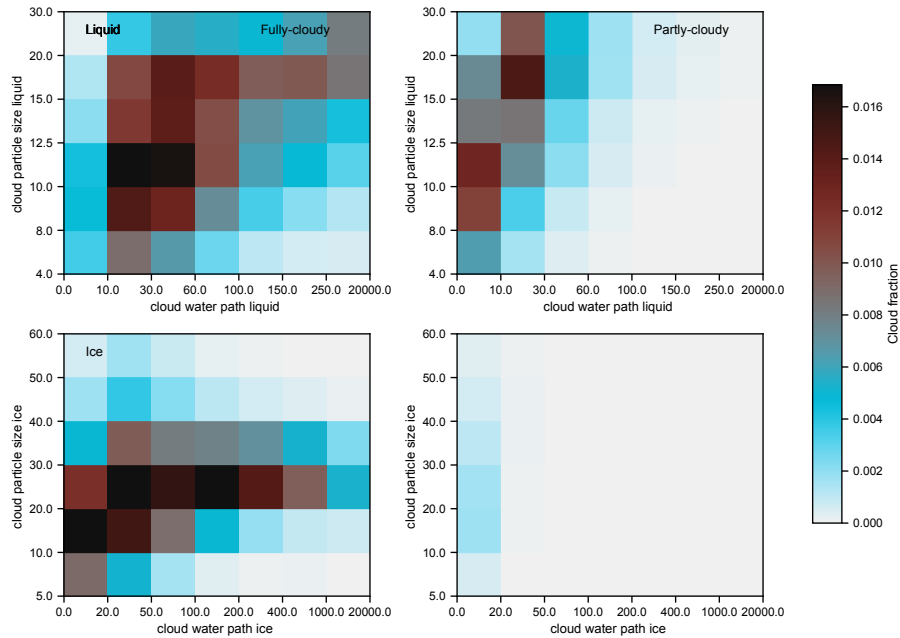 Liquid
Fully-cloudy
30.0
20.0
15.0
12.5
10.0
8.0
4.0
cloud particle size liquid
0.0 10.0 30.0 60.0 100.0 150.0 250.0 20000.0
cloud water path liquid
Partly-cloudy
30.0
20.0
15.0
12.5
10.0
8.0
4.0
cloud particle size liquid
0.0 10.0 30.0 60.0 100.0 150.0 250.0 20000.0
cloud water path liquid
Ice
60.0
50.0
40.0
30.0
20.0
10.0
5.0
cloud particle size ice
0.0 20.0 50.0 100.0 200.0 400.0 1000.0 20000.0
cloud water path ice
60.0
50.0
40.0
30.0
20.0
10.0
5.0
cloud particle size ice
0.0 20.0 50.0 100.0 200.0 400.0 1000.0 20000.0
cloud water path ice
0.016
0.014
0.012
0.010
0.008
0.006
0.004
0.002
0.000
Cloud fraction